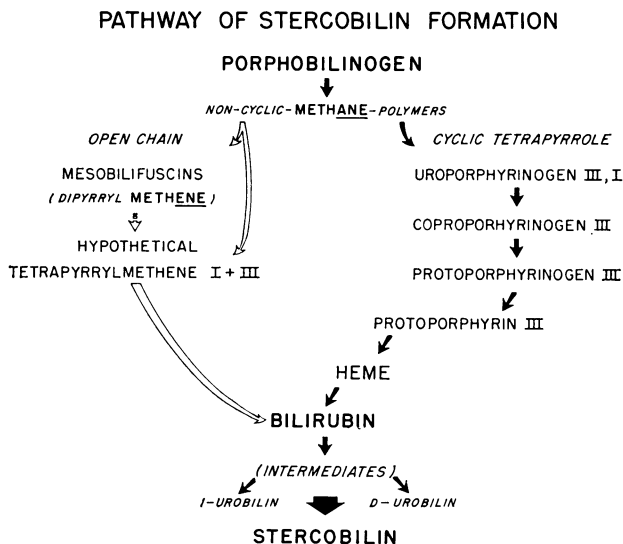 PATHWAY OF STERCOBILIN FORMATION
PORPHOBILINOGEN
NON-CYCLIC-METHANE-POLYMERS
OPEN CHAIN
MESOBILIFUSCINS
(DIPYRRYL METHENE)
HYPOTHETICAL
TETRAPYRRYLMETHENE I + III
CYCLIC TETRAPYRROLE
UROPORPHYRINOGEN III, I
COPROPORHYRINOGEN III
PROTOPORPHYRINOGEN III
PROTOPORPHYRIN III
HEME
BILIRUBIN
(INTERMEDIATES)
I-UROBILIN
D-UROBILIN
STERCOBILIN